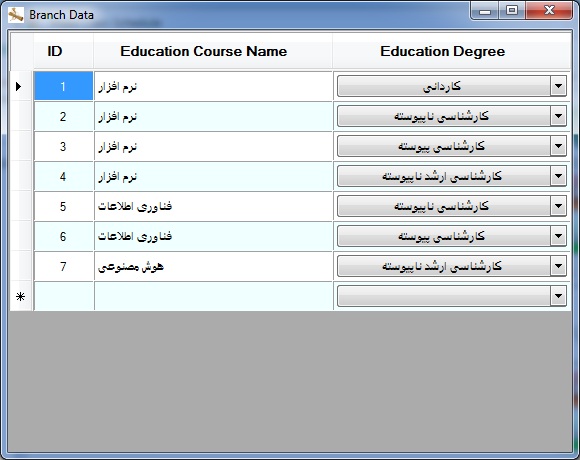 Branch Data
ID Education Course Name Education Degree
1 نرم افزار کاردانی
2 نرم افزار کارشناسی ناپیوسته
3 نرم افزار کارشناسی پیوسته
4 نرم افزار کارشناسی ارشد ناپیوسته
5 فناوری اطلاعات کارشناسی ناپیوسته
6 فناوری اطلاعات کارشناسی پیوسته
7 هوش مصنوعی کارشناسی ارشد ناپیوسته